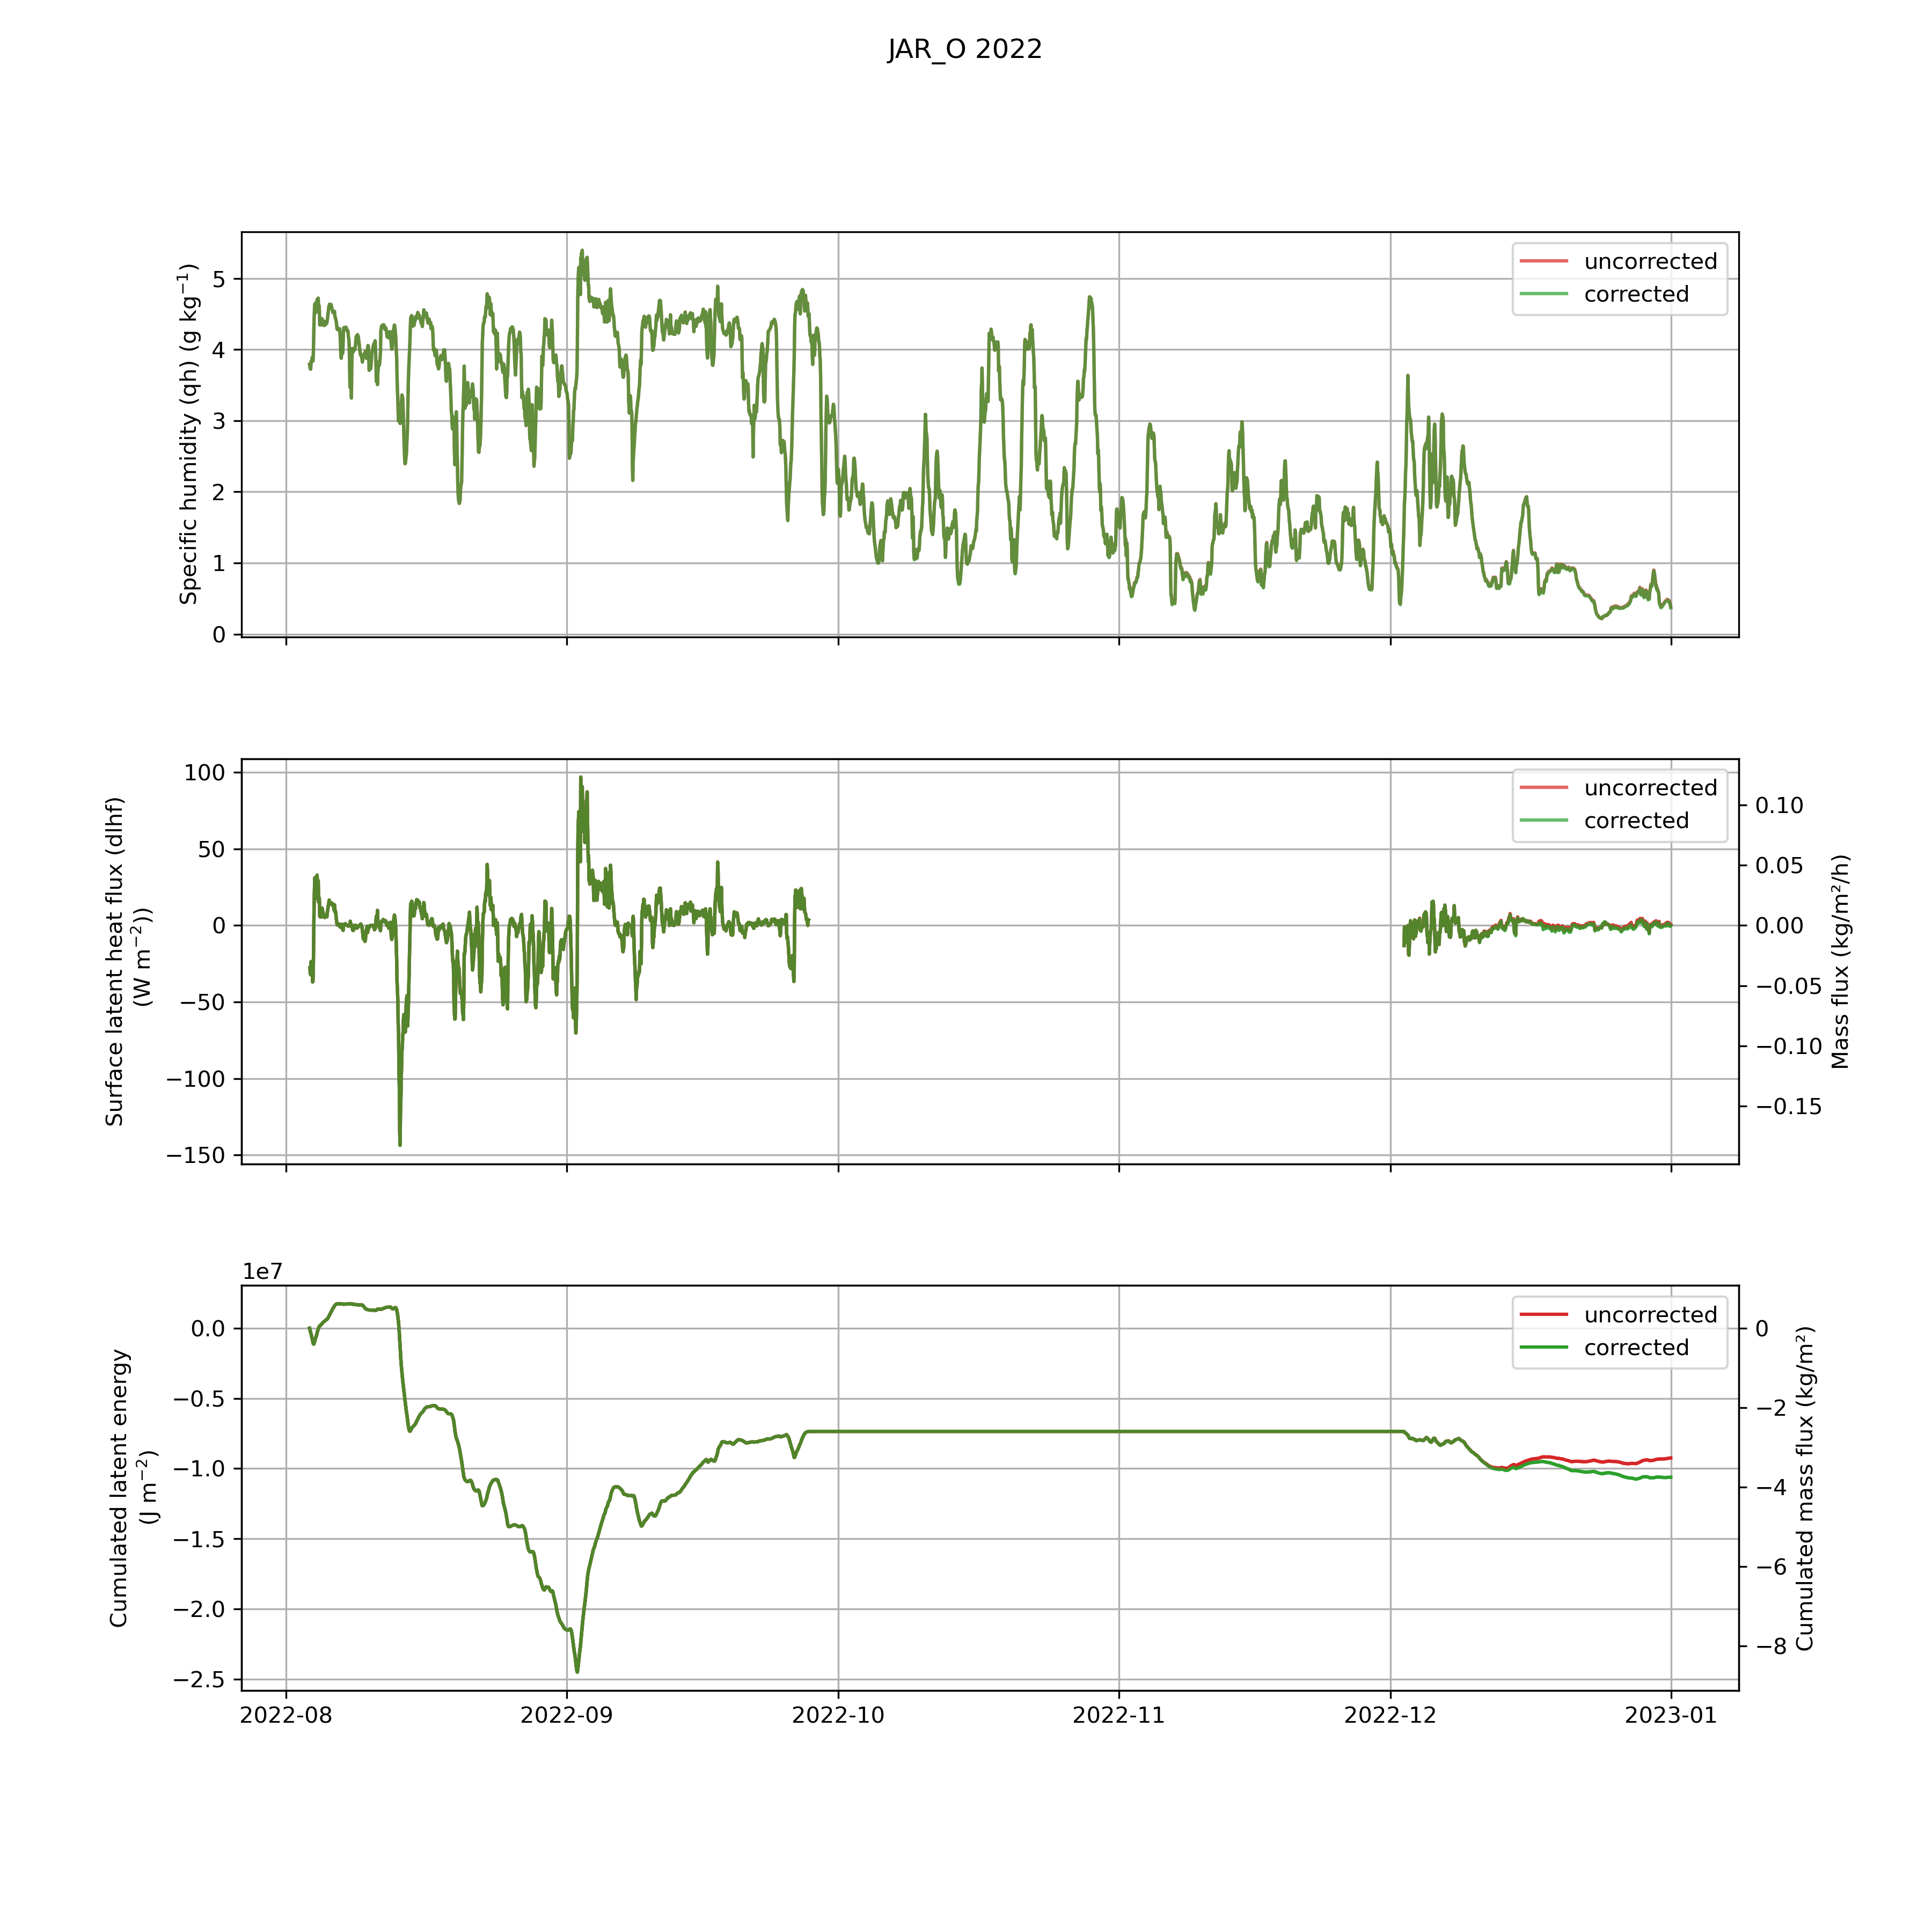 JAR_O 2022
Specific humidity (qh) (g kg⁻¹)
5
4
3
2
1
0
uncorrected
corrected
Surface latent heat flux (dlhf)
(W m⁻²))
100
50
0
−50
−100
−150
uncorrected
corrected
0.10
0.05
0.00
−0.05
−0.10
−0.15
Mass flux (kg/m²/h)
1e7
Cumulated latent energy
(J m⁻²)
0.0
−0.5
−1.0
−1.5
−2.0
−2.5
uncorrected
corrected
0
−2
−4
−6
−8
Cumulated mass flux (kg/m²)
2022-08 2022-09 2022-10 2022-11 2022-12 2023-01